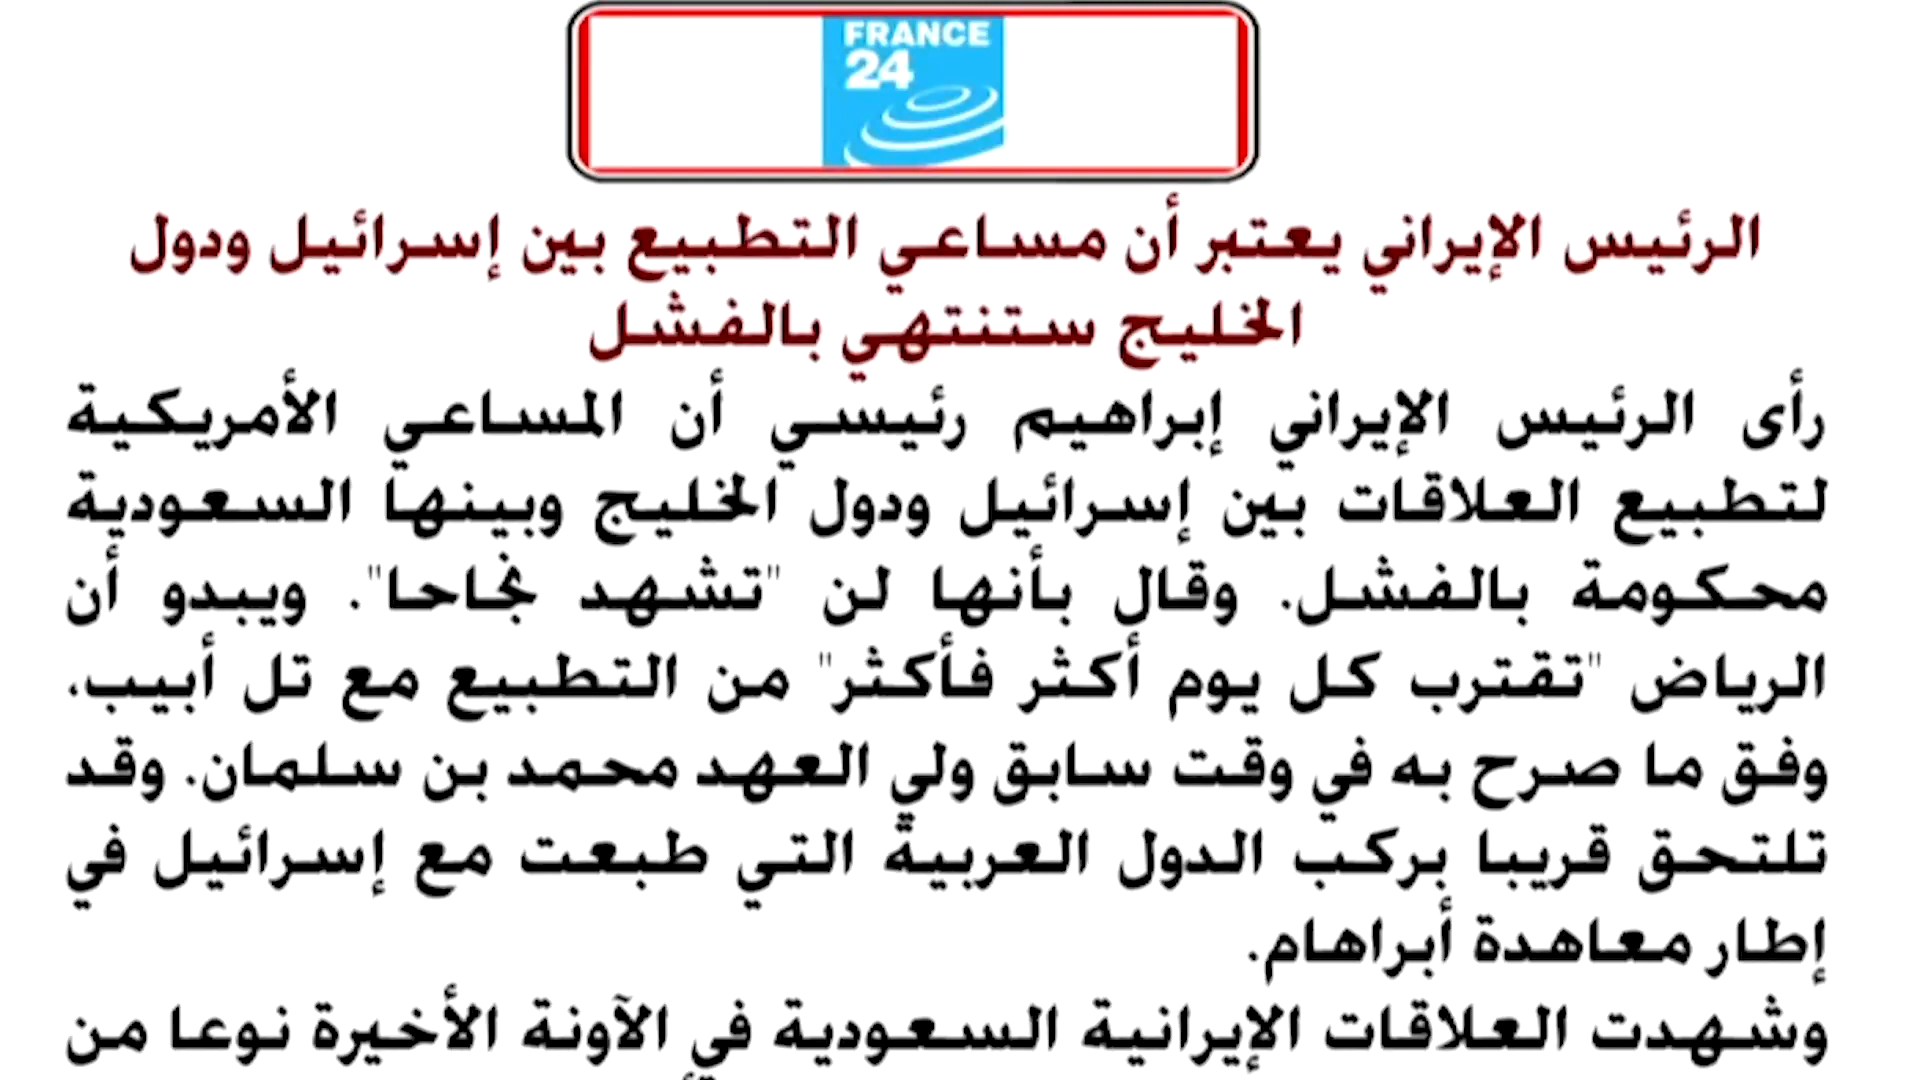 FRANCE
24
الرئيس الإيراني يعتبر أن مساعي التطبيع بين إسرائيل ودول
الخليج ستنتهي بالفشل
رأى الرئيس الإيراني إبراهيم رئيسي أن المساعي الأمريكية
لتطبيع العلاقات بين إسرائيل ودول الخليج وبينها السعودية
محكومة بالفشل. وقال بأنها لن "تشهد نجاحا". ويبدو أن
الرياض "تقترب كل يوم أكثر فأكثر" من التطبيع مع تل أبيب،
وفق ما صرح به في وقت سابق ولي العهد محمد بن سلمان. وقد
تلتحق قريبا بركب الدول العربية التي طبعت مع إسرائيل في
إطار معاهدة أبراهام.
وشهدت العلاقات الإيرانية السعودية في الآونة الأخيرة نوعا من